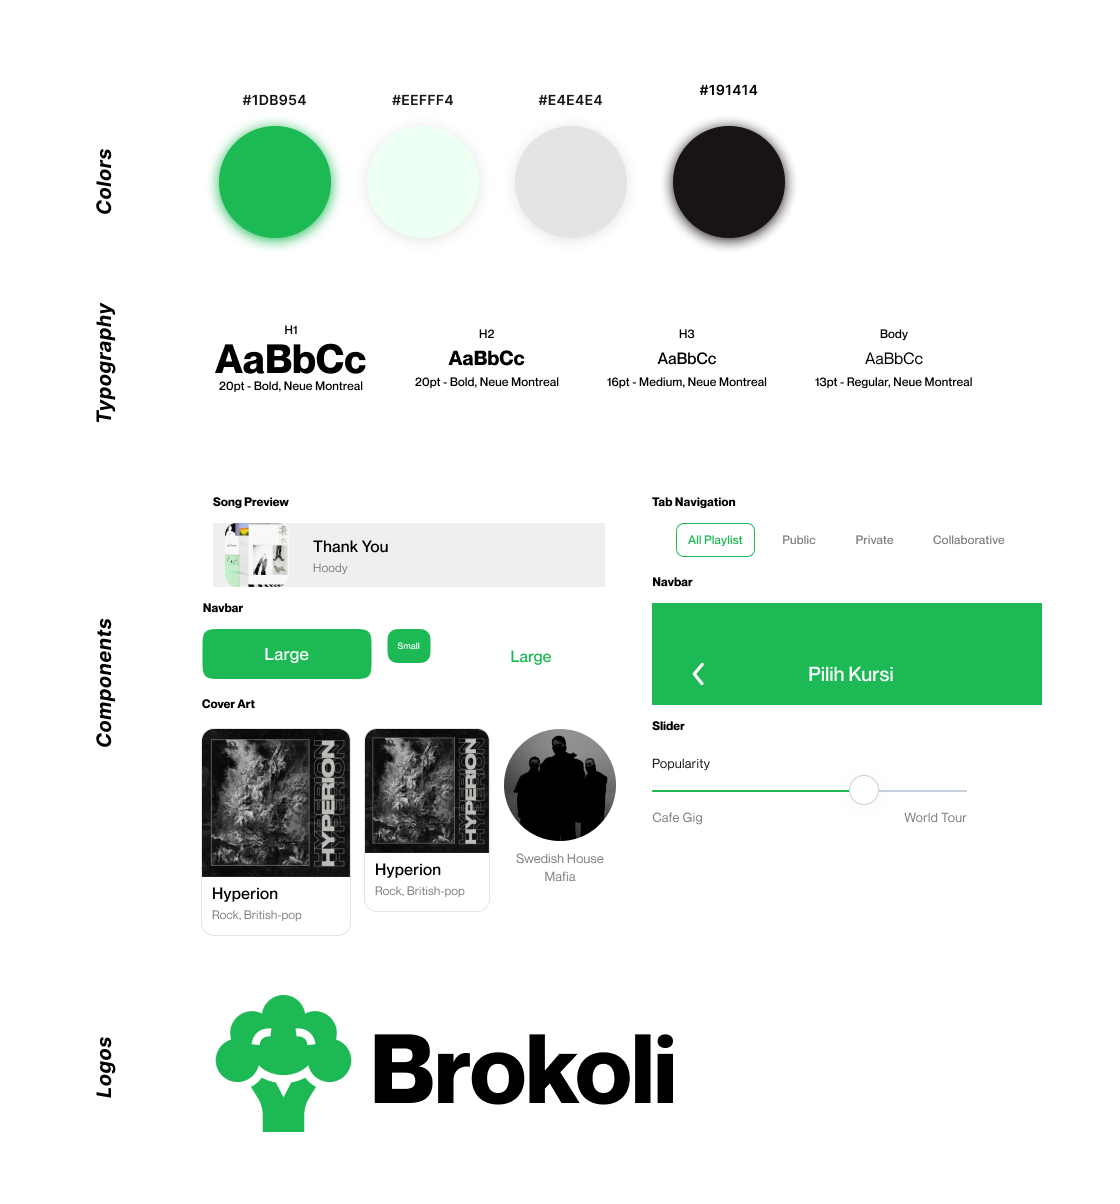 Colors
#1DB954
#EEFFF4
#E4E4E4
#191414
Typography
H1
AaBbCc
20pt - Bold, Neue Montreal
H2
AaBbCc
20pt - Bold, Neue Montreal
H3
AaBbCc
16pt - Medium, Neue Montreal
Body
AaBbCc
13pt - Regular, Neue Montreal
Components
Song Preview
Thank You
Hoody
Navbar
Large
Small
Large
Cover Art
HYPERION
HYPERION
Hyperion
Rock, British-pop
HYPERION
HYPERION
Hyperion
Rock, British-pop
Swedish House
Mafia
Tab Navigation
All Playlist
Public
Private
Collaborative
Navbar
Pilih Kursi
Slider
Popularity
Cafe Gig
World Tour
Logos
Brokoli